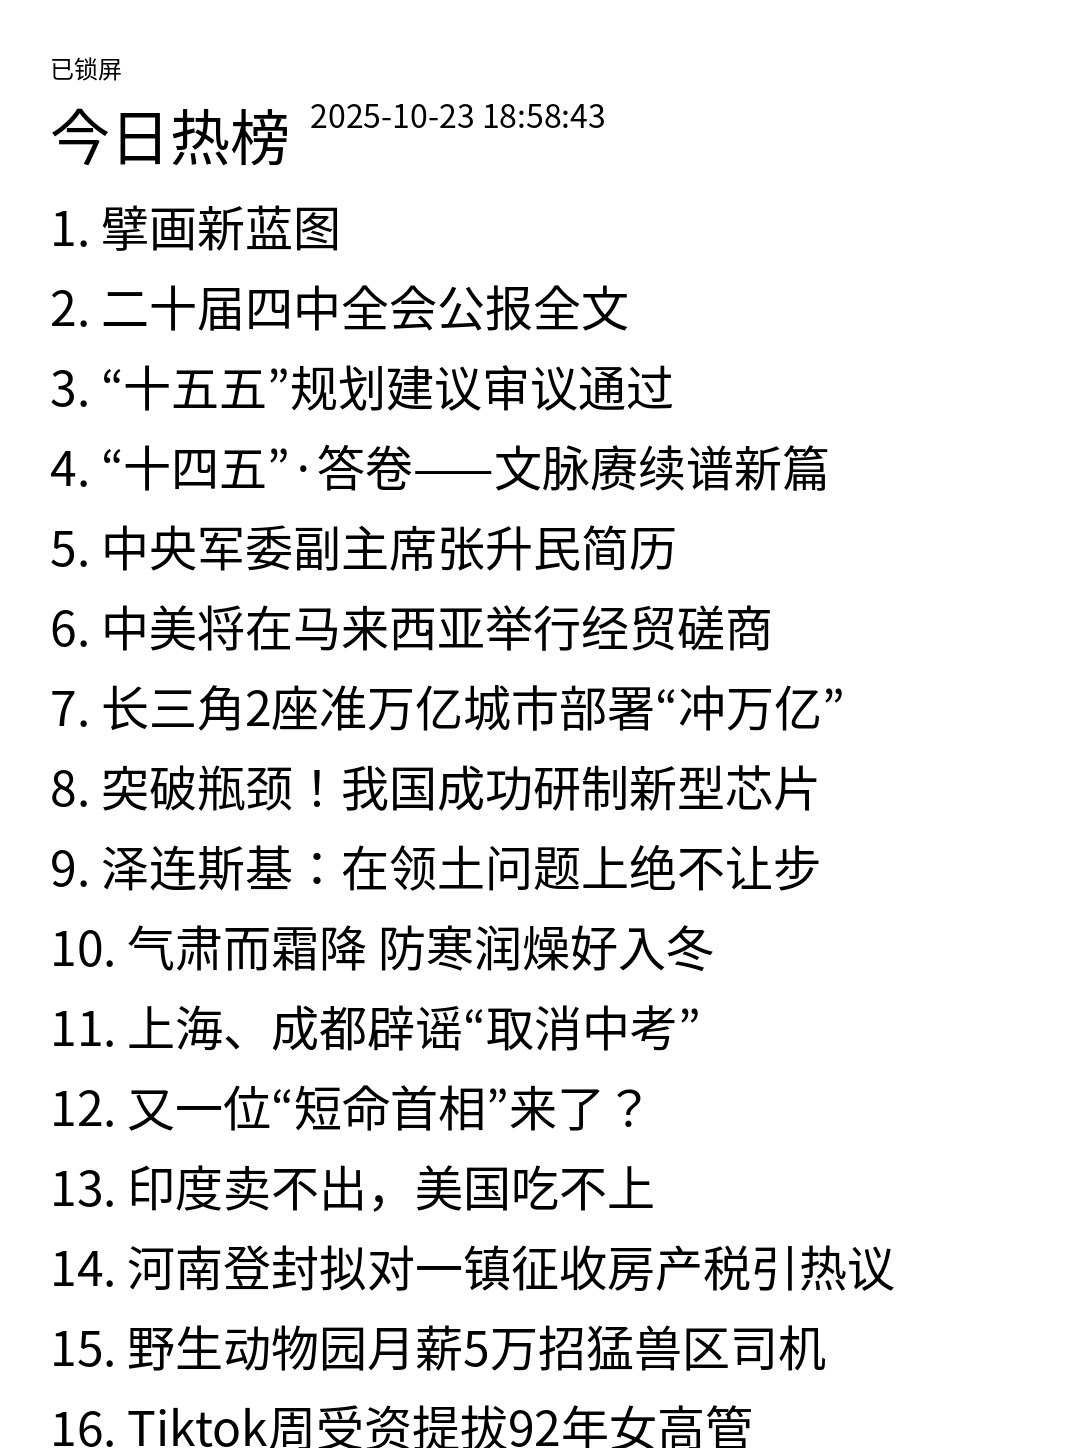 已锁屏
今日热榜 2025-10-23 18:58:43
1. 擘画新蓝图
2. 二十届四中全会公报全文
3. “十五五”规划建议审议通过
4. “十四五”·答卷——文脉赓续谱新篇
5. 中央军委副主席张升民简历
6. 中美将在马来西亚举行经贸磋商
7. 长三角2座准万亿城市部署“冲万亿”
8. 突破瓶颈！我国成功研制新型芯片
9. 泽连斯基：在领土问题上绝不让步
10. 气肃而霜降 防寒润燥好入冬
11. 上海、成都辟谣“取消中考”
12. 又一位“短命首相”来了？
13. 印度卖不出，美国吃不上
14. 河南登封拟对一镇征收房产税引热议
15. 野生动物园月薪5万招猛兽区司机
16. Tiktok周受资提拔92年女高管